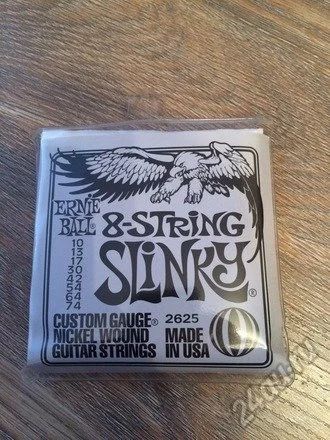 ERNIE
BALL®
8-STRING
SLINKY®
10
13
17
30
42
54
64
74
CUSTOM GAUGE®
NICKEL WOUND
GUITAR STRINGS
2625
MADE IN
USA